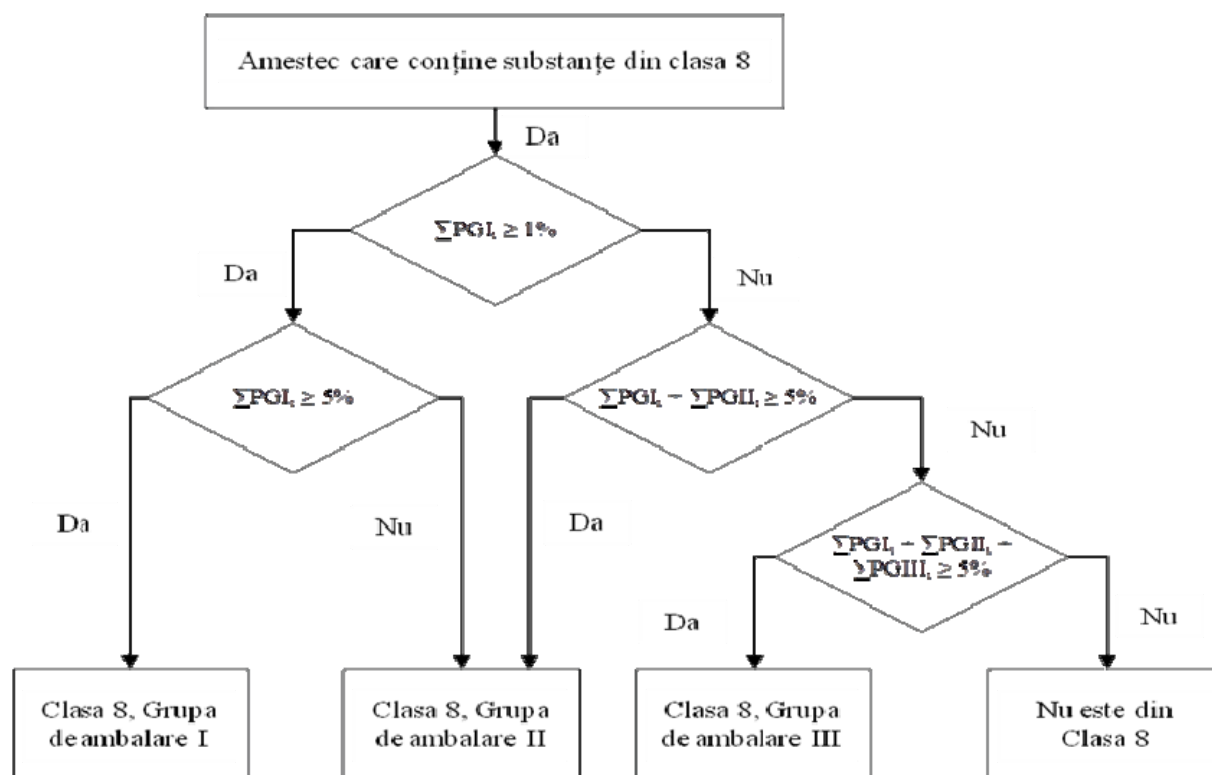 Amestec care conține substanțe din clasa 8
Da
∑PGIᵢ ≥ 1%
Da
Nu
∑PGIᵢ ≥ 5%
∑PGIᵢ + ∑PGIIᵢ ≥ 5%
Nu
Da
Nu
Da
∑PGIᵢ + ∑PGIIᵢ +
∑PGIIIᵢ ≥ 5%
Da
Nu
Clasa 8, Grupa
de ambalare I
Clasa 8, Grupa
de ambalare II
Clasa 8, Grupa
de ambalare III
Nu este din
Clasa 8